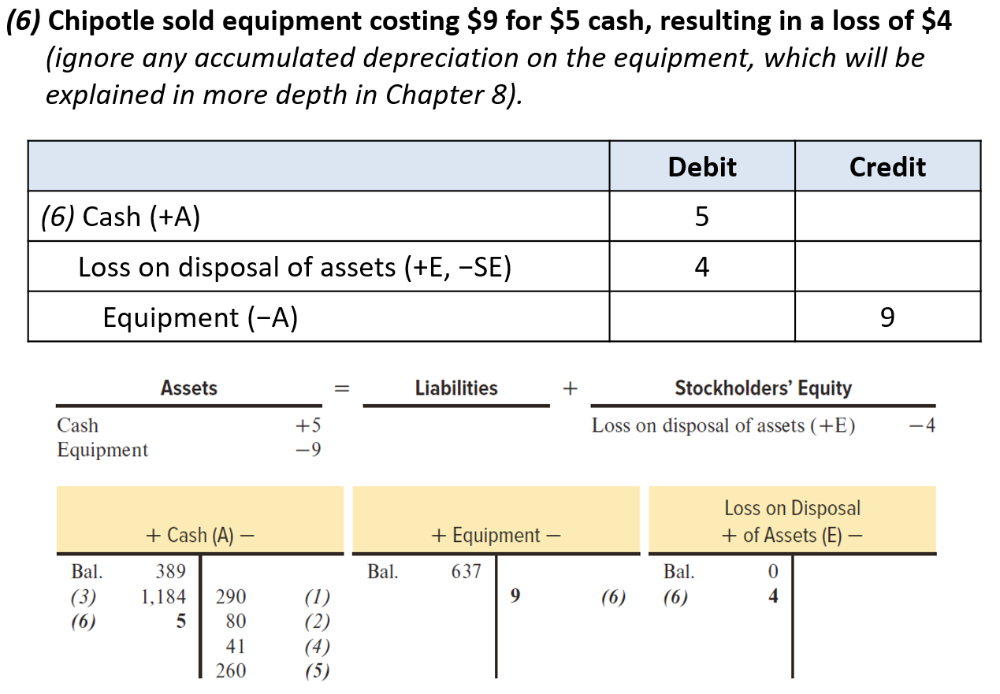 (6) Chipotle sold equipment costing $9 for $5 cash, resulting in a loss of $4
(ignore any accumulated depreciation on the equipment, which will be
explained in more depth in Chapter 8).
Debit Credit
(6) Cash (+A) 5
Loss on disposal of assets (+E, −SE) 4
Equipment (−A) 9
Assets = Liabilities + Stockholders’ Equity
Cash +5 Loss on disposal of assets (+E) −4
Equipment −9
Loss on Disposal
+ Cash (A) − + Equipment − + of Assets (E) −
Bal. 389 Bal. 637 Bal. 0
(3) 1,184 290 (1) 9 (6) (6) 4
(6) 5 80 (2)
41 (4)
260 (5)